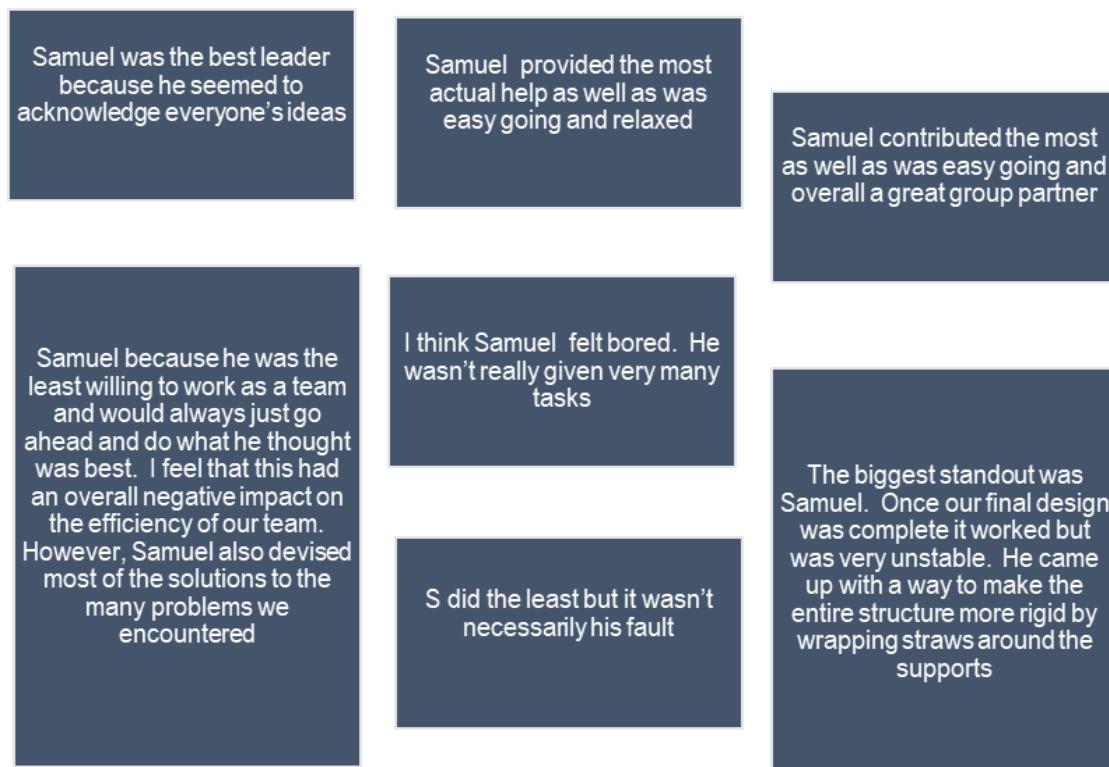 Samuel was the best leader
because he seemed to
acknowledge everyone's ideas
Samuel provided the most
actual help as well as was
easy going and relaxed
Samuel contributed the most
as well as was easy going and
overall a great group partner
Samuel because he was the
least willing to work as a team
and would always just go
ahead and do what he thought
was best. I feel that this had
an overall negative impact on
the efficiency of our team.
However, Samuel also devised
most of the solutions to the
many problems we
encountered
I think Samuel felt bored. He
wasn't really given very many
tasks
S did the least but it wasn't
necessarily his fault
The biggest standout was
Samuel. Once our final design
was complete it worked but
was very unstable. He came
up with a way to make the
entire structure more rigid by
wrapping straws around the
supports